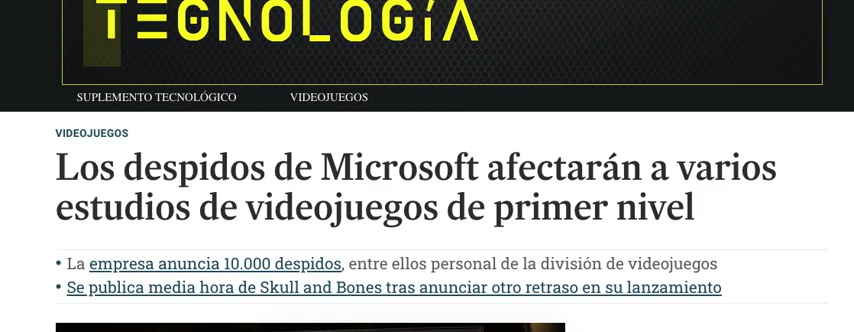 TECNOLOGÍA
SUPLEMENTO TECNOLÓGICO VIDEOJUEGOS
VIDEOJUEGOS
Los despidos de Microsoft afectarán a varios
estudios de videojuegos de primer nivel
• La empresa anuncia 10.000 despidos, entre ellos personal de la división de videojuegos
• Se publica media hora de Skull and Bones tras anunciar otro retraso en su lanzamiento